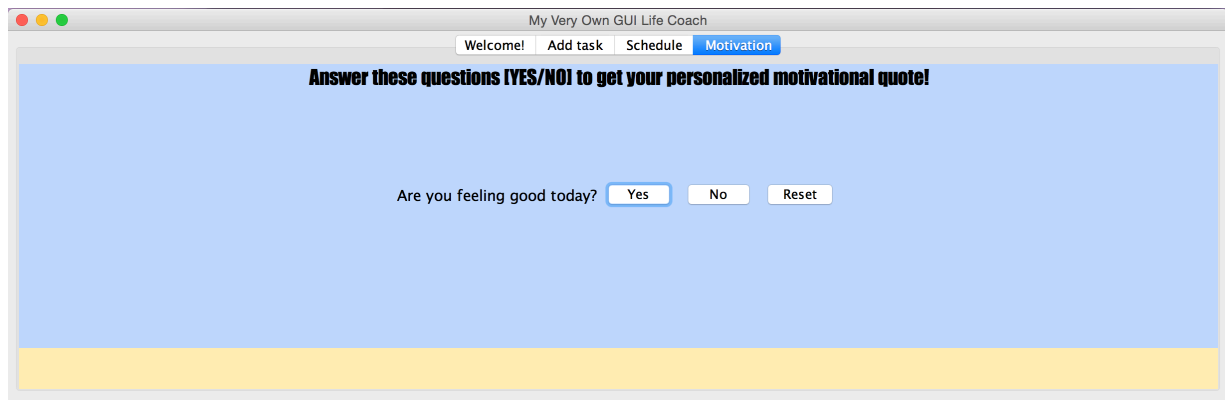 My Very Own GUI Life Coach
Welcome! Add task Schedule Motivation
Answer these questions [YES/NO] to get your personalized motivational quote!
Are you feeling good today? Yes No Reset